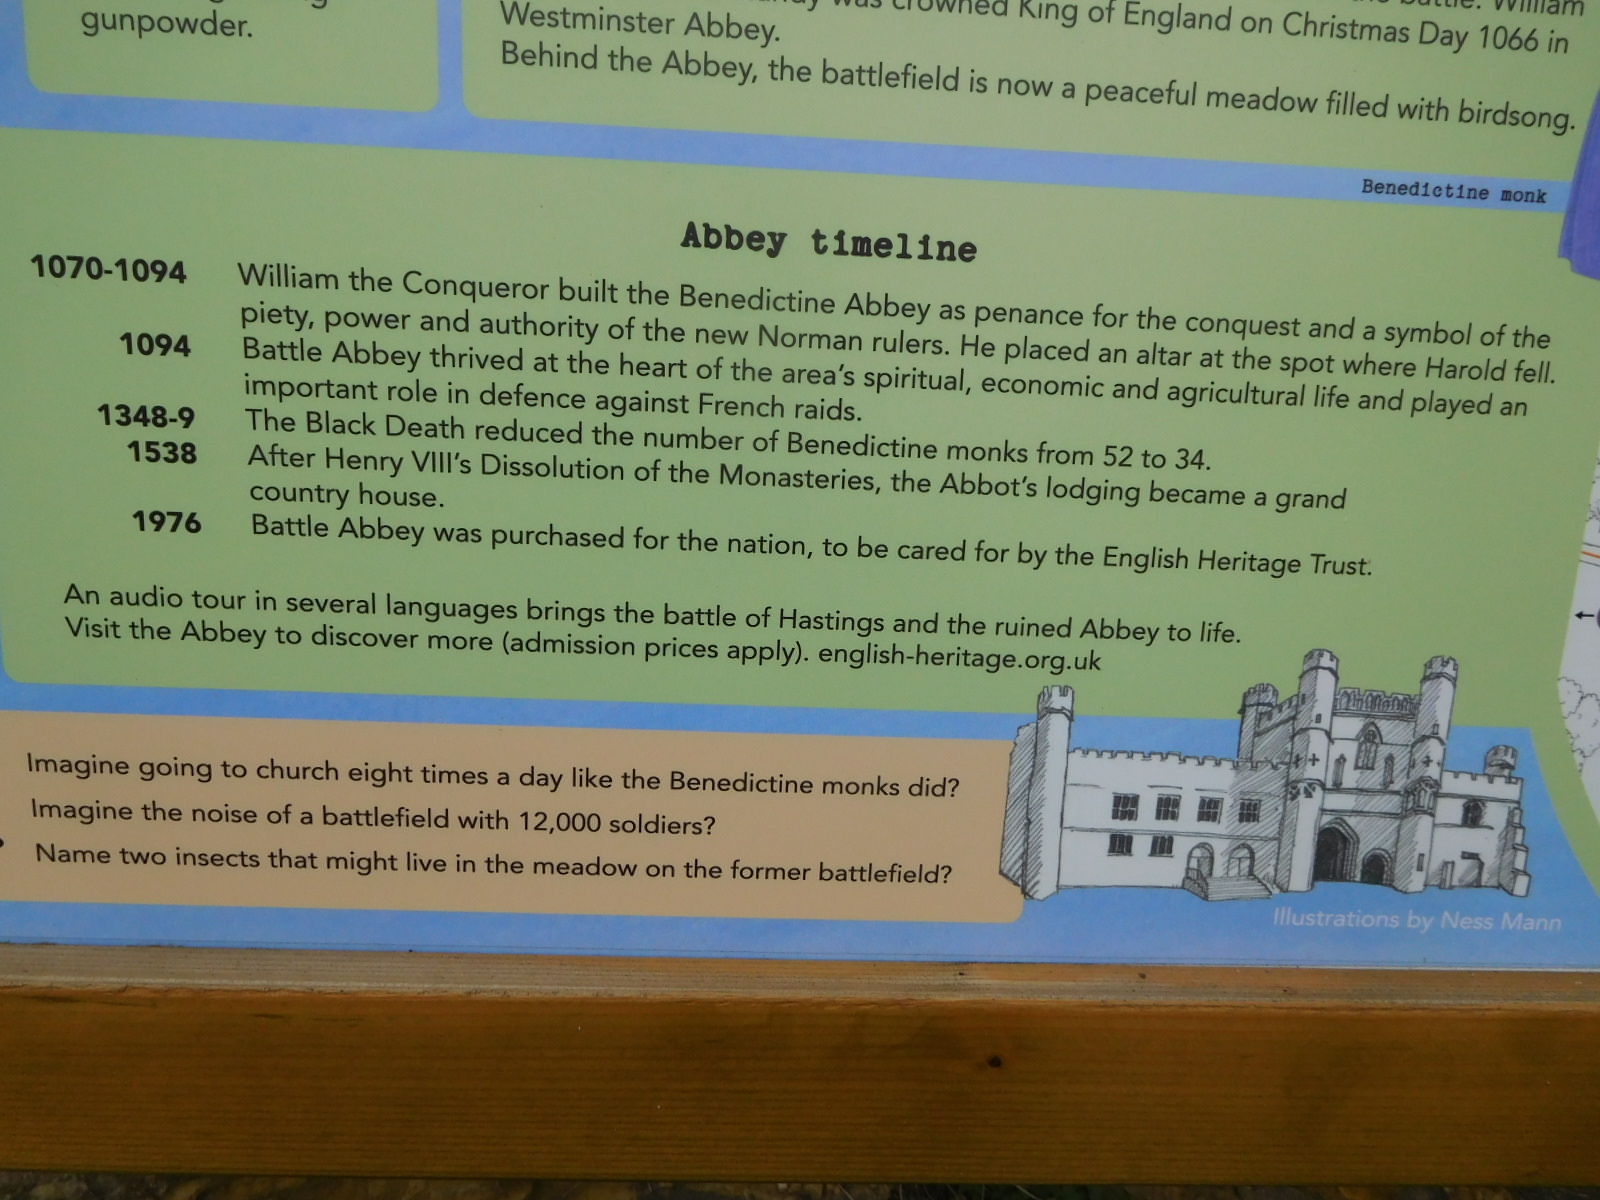 gunpowder.
was crowned King of England on Christmas Day 1066 in
Westminster Abbey.
Behind the Abbey, the battlefield is now a peaceful meadow filled with birdsong.
Benedictine monk
Abbey timeline
1070-1094 William the Conqueror built the Benedictine Abbey as penance for the conquest and a symbol of the
piety, power and authority of the new Norman rulers. He placed an altar at the spot where Harold fell.
1094 Battle Abbey thrived at the heart of the area's spiritual, economic and agricultural life and played an
important role in defence against French raids.
1348-9 The Black Death reduced the number of Benedictine monks from 52 to 34.
1538 After Henry VIII's Dissolution of the Monasteries, the Abbot's lodging became a grand
country house.
1976 Battle Abbey was purchased for the nation, to be cared for by the English Heritage Trust.
An audio tour in several languages brings the battle of Hastings and the ruined Abbey to life.
Visit the Abbey to discover more (admission prices apply). english-heritage.org.uk
Imagine going to church eight times a day like the Benedictine monks did?
Imagine the noise of a battlefield with 12,000 soldiers?
Name two insects that might live in the meadow on the former battlefield?
Illustrations by Ness Mann